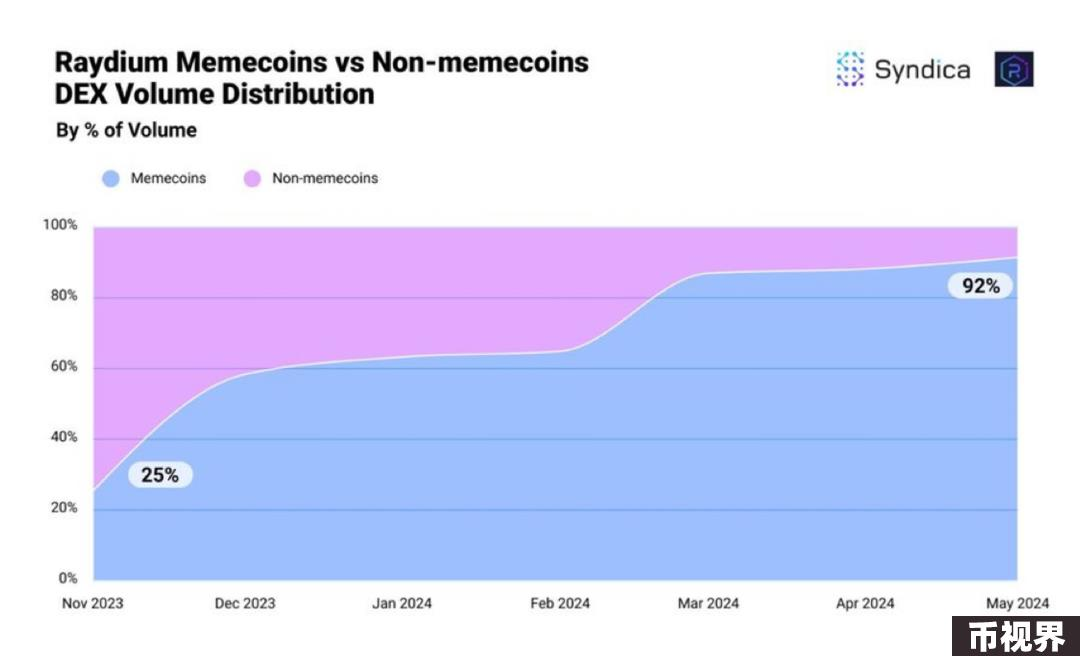 Raydium Memecoins vs Non-memecoins
DEX Volume Distribution
By % of Volume
Syndica
Memecoins
Non-memecoins
100%
80%
60%
40%
20%
0%
92%
25%
Nov 2023
Dec 2023
Jan 2024
Feb 2024
Mar 2024
Apr 2024
May 2024
币视界